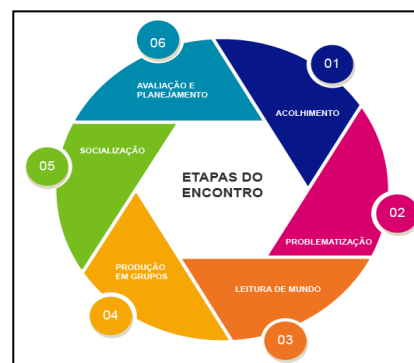 ETAPAS DO
ENCONTRO
01
ACOLHIMENTO
02
PROBLEMATIZAÇÃO
03
LEITURA DE MUNDO
04
PRODUÇÃO
EM GRUPOS
05
SOCIALIZAÇÃO
06
AVALIAÇÃO E
PLANEJAMENTO